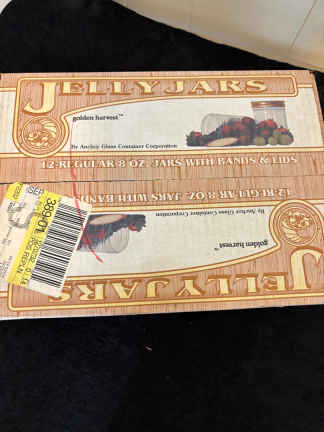 JELLY JARS
golden harvest™
By Anchor Glass Container Corporation
12-REGULAR 8 OZ. JARS WITH BANDS & LIDS
12-REGULAR 8 OZ. JARS WITH BANDS
By Anchor Glass Container Corporation
golden harvest™
JELLY JARS